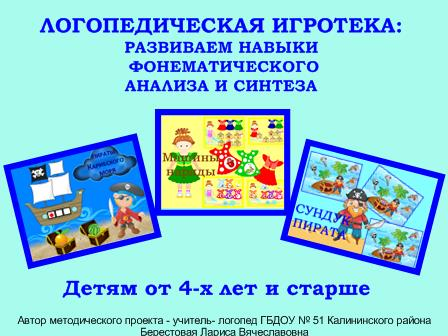 ЛОГОПЕДИЧЕСКАЯ ИГРОТЕКА:
РАЗВИВАЕМ НАВЫКИ
ФОНЕМАТИЧЕСКОГО
АНАЛИЗА И СИНТЕЗА
ПИРАТЫ
КАРИБСКОГО
МОРЯ
Машины
наряды
СУНДУК
ПИРАТА
Детям от 4-х лет и старше
Автор методического проекта - учитель- логопед ГБДОУ № 51 Калининского района
Берестовая Лариса Вячеславовна